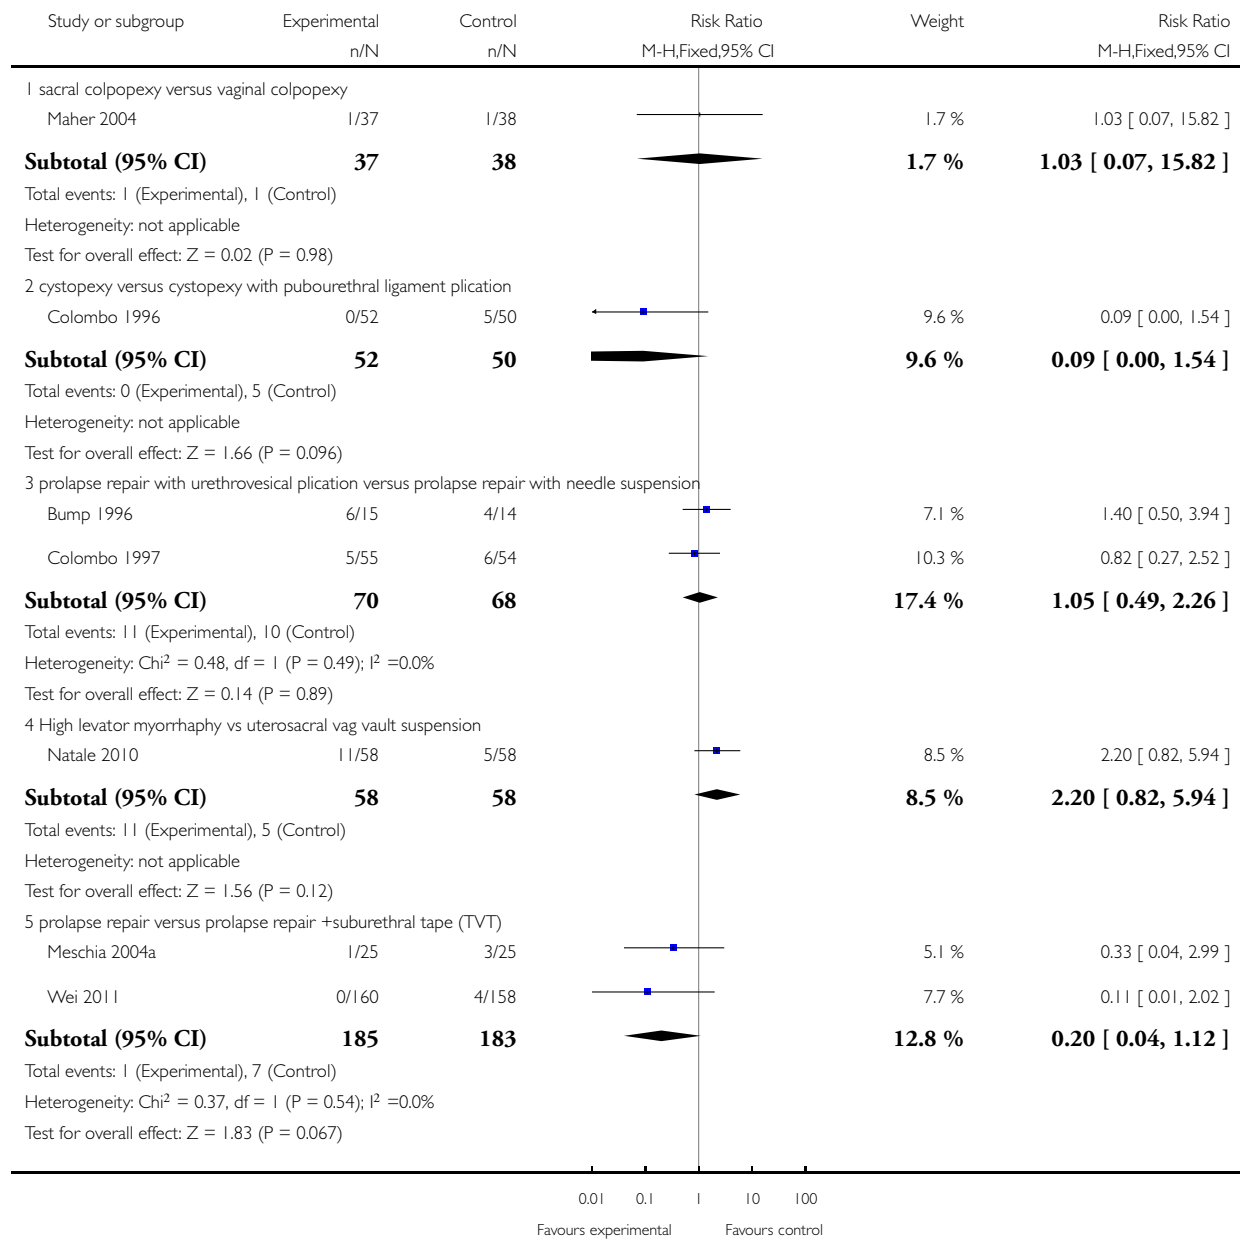 Study or subgroup Experimental Control Risk Ratio Weight Risk Ratio
n/N n/N M-H,Fixed,95% CI M-H,Fixed,95% CI
1 sacral colpopexy versus vaginal colpopexy
Maher 2004 1/37 1/38 1.7 % 1.03 [ 0.07, 15.82 ]
Subtotal (95% CI) 37 38 1.7 % 1.03 [ 0.07, 15.82 ]
Total events: 1 (Experimental), 1 (Control)
Heterogeneity: not applicable
Test for overall effect: Z = 0.02 (P = 0.98)
2 cystopexy versus cystopexy with pubourethral ligament plication
Colombo 1996 0/52 5/50 9.6 % 0.09 [ 0.00, 1.54 ]
Subtotal (95% CI) 52 50 9.6 % 0.09 [ 0.00, 1.54 ]
Total events: 0 (Experimental), 5 (Control)
Heterogeneity: not applicable
Test for overall effect: Z = 1.66 (P = 0.096)
3 prolapse repair with urethrovesical plication versus prolapse repair with needle suspension
Bump 1996 6/15 4/14 7.1 % 1.40 [ 0.50, 3.94 ]
Colombo 1997 5/55 6/54 10.3 % 0.82 [ 0.27, 2.52 ]
Subtotal (95% CI) 70 68 17.4 % 1.05 [ 0.49, 2.26 ]
Total events: 11 (Experimental), 10 (Control)
Heterogeneity: Chi² = 0.48, df = 1 (P = 0.49); I² =0.0%
Test for overall effect: Z = 0.14 (P = 0.89)
4 High levator myorrhaphy vs uterosacral vag vault suspension
Natale 2010 11/58 5/58 8.5 % 2.20 [ 0.82, 5.94 ]
Subtotal (95% CI) 58 58 8.5 % 2.20 [ 0.82, 5.94 ]
Total events: 11 (Experimental), 5 (Control)
Heterogeneity: not applicable
Test for overall effect: Z = 1.56 (P = 0.12)
5 prolapse repair versus prolapse repair +suburethral tape (TVT)
Meschia 2004a 1/25 3/25 5.1 % 0.33 [ 0.04, 2.99 ]
Wei 2011 0/160 4/158 7.7 % 0.11 [ 0.01, 2.02 ]
Subtotal (95% CI) 185 183 12.8 % 0.20 [ 0.04, 1.12 ]
Total events: 1 (Experimental), 7 (Control)
Heterogeneity: Chi² = 0.37, df = 1 (P = 0.54); I² =0.0%
Test for overall effect: Z = 1.83 (P = 0.067)
0.01 0.1 1 10 100
Favours experimental Favours control